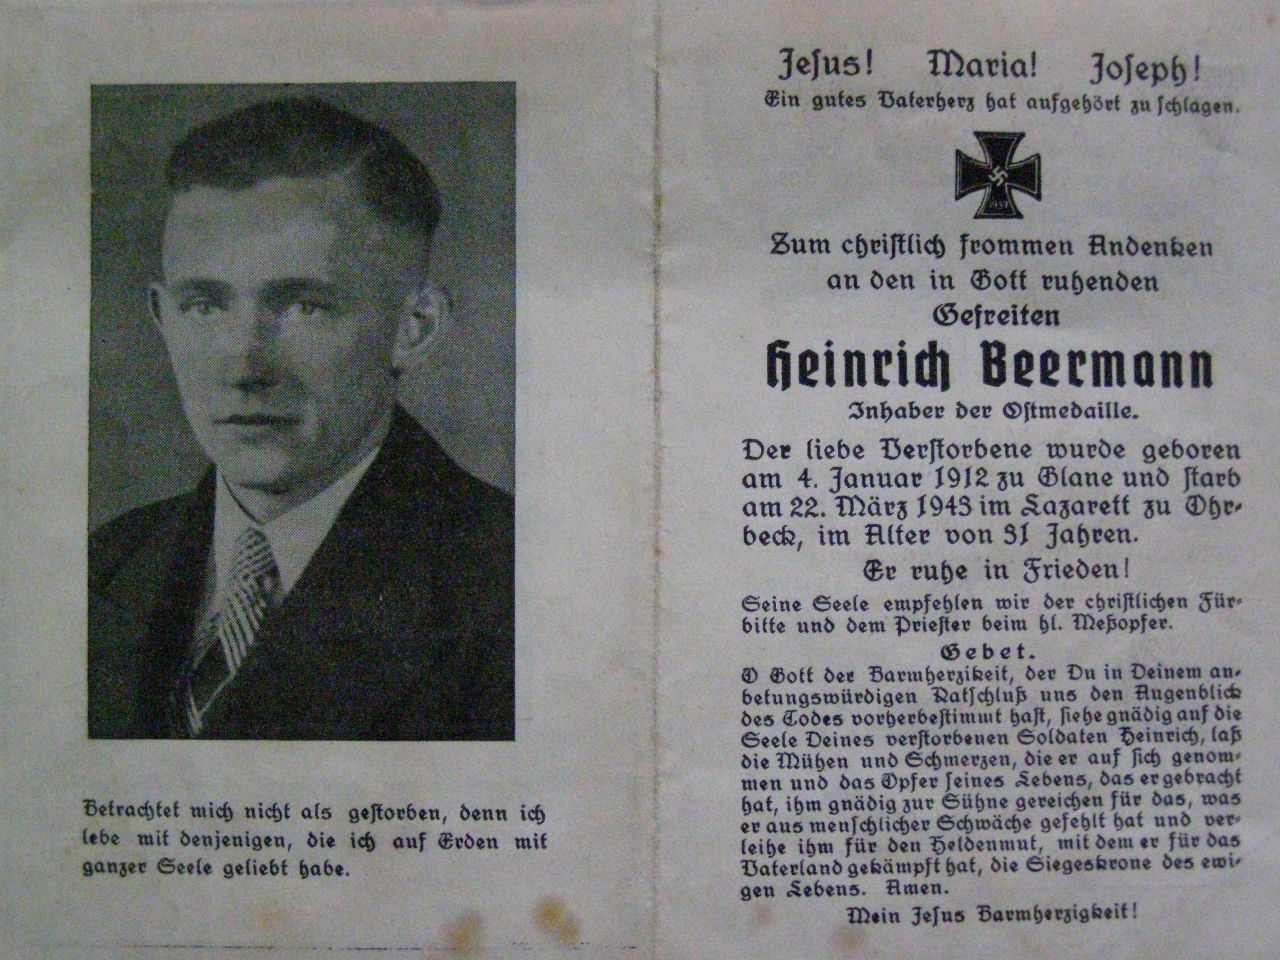 Betrachtet mich nicht als gestorben, denn ich
lebe mit denjenigen, die ich auf Erden mit
ganzer Seele geliebt habe.
Jesus! Maria! Joseph!
Ein gutes Vaterherz hat aufgehört zu schlagen.
1939
Zum christlich frommen Andenken
an den in Gott ruhenden
Gefreiten
Heinrich Beermann
Inhaber der Ostmedaille.
Der liebe Verstorbene wurde geboren
am 4. Januar 1912 zu Glane und starb
am 22. März 1943 im Lazarett zu Ohr-
beck, im Alter von 31 Jahren.
Er ruhe in Frieden!
Seine Seele empfehlen wir der christlichen Für-
bitte und dem Priester beim hl. Meßopfer.
Gebet.
O Gott der Barmherzikeit, der Du in Deinem an-
betungswürdigen Ratschluß uns den Augenblick
des Todes vorherbestimmt hast, siehe gnädig auf die
Seele Deines verstorbenen Soldaten Heinrich, laß
die Mühen und Schmerzen, die er auf sich genom-
men und das Opfer seines Lebens, das er gebracht
hat, ihm gnädig zur Sühne gereichen für das, was
er aus menschlicher Schwäche gefehlt hat und ver-
leihe ihm für den Heldenmut, mit dem er für das
Vaterland gekämpft hat, die Siegeskrone des ewi-
gen Lebens. Amen.
Mein Jesus Barmherzigkeit!